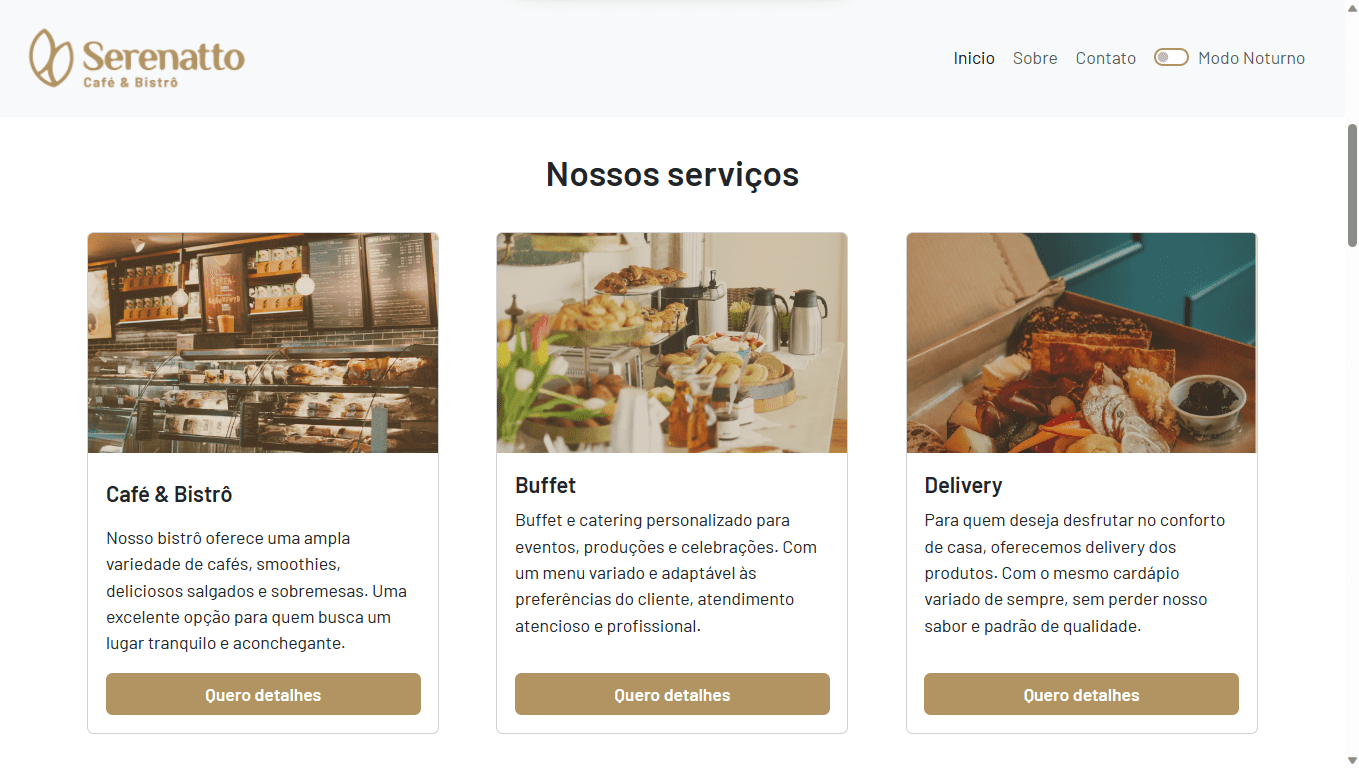 Serenatto
Café & Bistrô
Inicio
Sobre
Contato
Modo Noturno
Nossos serviços
Café & Bistrô
Nosso bistrô oferece uma ampla
variedade de cafés, smoothies,
deliciosos salgados e sobremesas. Uma
excelente opção para quem busca um
lugar tranquilo e aconchegante.
Quero detalhes
Buffet
Buffet e catering personalizado para
eventos, produções e celebrações. Com
um menu variado e adaptável às
preferências do cliente, atendimento
atencioso e profissional.
Quero detalhes
Delivery
Para quem deseja desfrutar no conforto
de casa, oferecemos delivery dos
produtos. Com o mesmo cardápio
variado de sempre, sem perder nosso
sabor e padrão de qualidade.
Quero detalhes